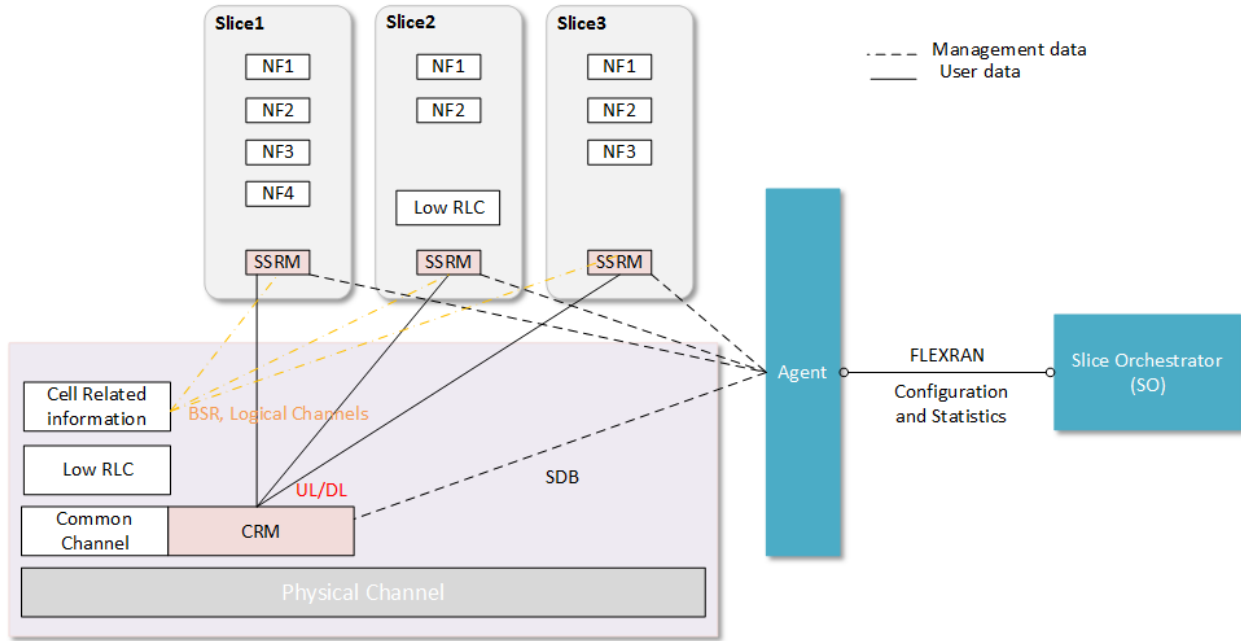 Slice1
NF1
NF2
NF3
NF4
SSRM
Slice2
NF1
NF2
Low RLC
SSRM
Slice3
NF1
NF2
NF3
SSRM
Management data
User data
Cell Related
information
BSR, Logical Channels
Low RLC
UL/DL
Common
Channel
CRM
SDB
Physical Channel
Agent
FLEXRAN
Configuration
and Statistics
Slice Orchestrator
(SO)